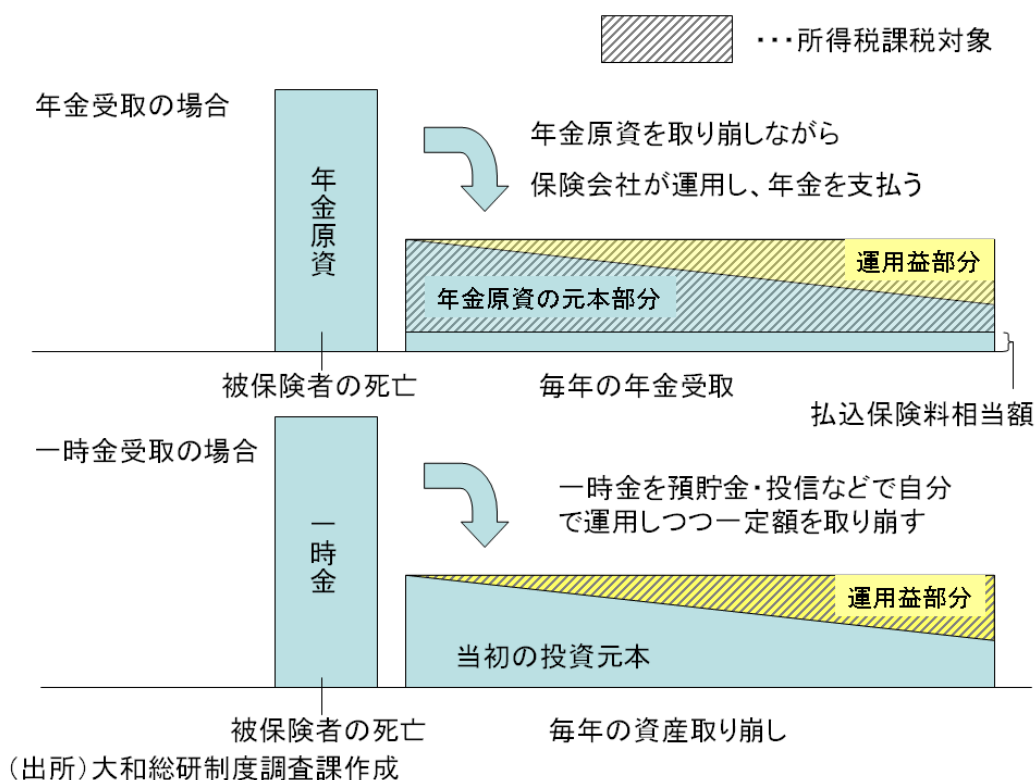 ・・・所得税課税対象
年金受取の場合
年金原資
年金原資を取り崩しながら
保険会社が運用し、年金を支払う
運用益部分
年金原資の元本部分
被保険者の死亡
毎年の年金受取
払込保険料相当額
一時金受取の場合
一時金
一時金を預貯金・投信などで自分
で運用しつつ一定額を取り崩す
運用益部分
当初の投資元本
被保険者の死亡
毎年の資産取り崩し
（出所）大和総研制度調査課作成